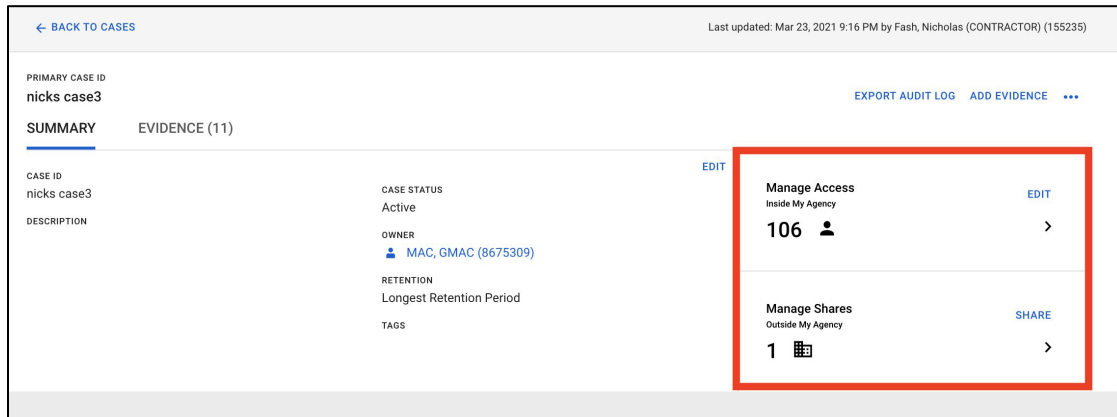 ← BACK TO CASES
Last updated: Mar 23, 2021 9:16 PM by Fash, Nicholas (CONTRACTOR) (155235)
PRIMARY CASE ID
nicks case3
EXPORT AUDIT LOG ADD EVIDENCE •••
SUMMARY EVIDENCE (11)
EDIT
CASE ID
nicks case3
DESCRIPTION
CASE STATUS
Active
OWNER
MAC, GMAC (8675309)
RETENTION
Longest Retention Period
TAGS
Manage Access
EDIT
Inside My Agency
106
Manage Shares
SHARE
Outside My Agency
1